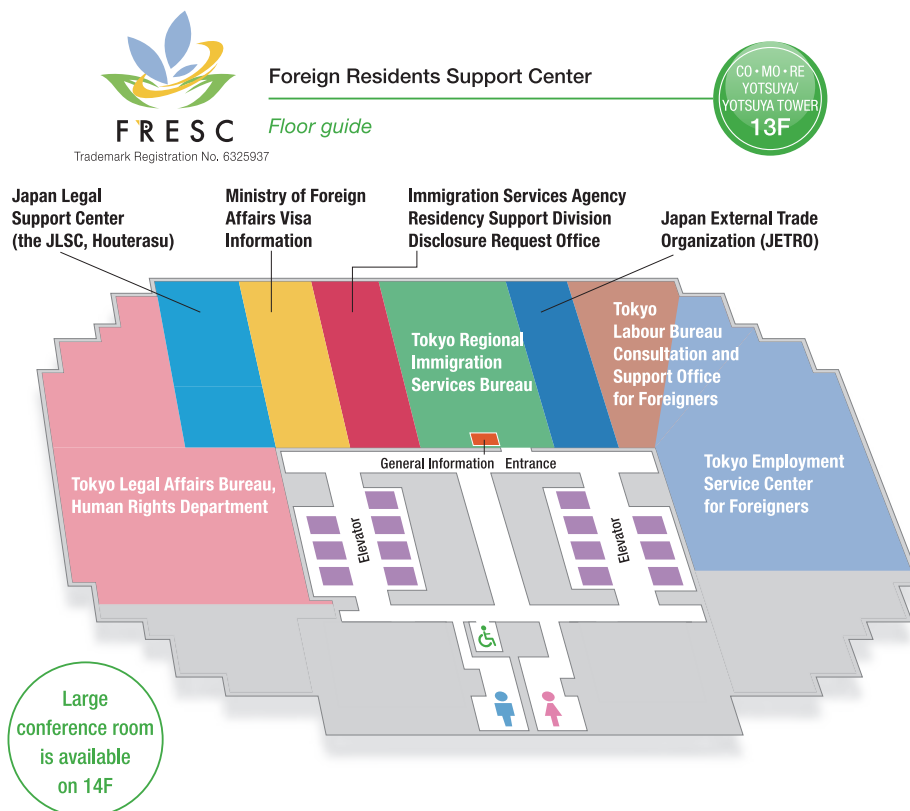 FRESC
Trademark Registration No. 6325937
Foreign Residents Support Center
Floor guide
CO・MO・RE
YOTSUYA/
YOTSUYA TOWER
13F
Japan Legal
Support Center
(the JLSC, Houterasu)
Ministry of Foreign
Affairs Visa
Information
Immigration Services Agency
Residency Support Division
Disclosure Request Office
Japan External Trade
Organization (JETRO)
Tokyo Regional
Immigration
Services Bureau
Tokyo
Labour Bureau
Consultation and
Support Office
for Foreigners
General Information
Entrance
Tokyo Legal Affairs Bureau,
Human Rights Department
Tokyo Employment
Service Center
for Foreigners
Elevator
Elevator
Large
conference room
is available
on 14F